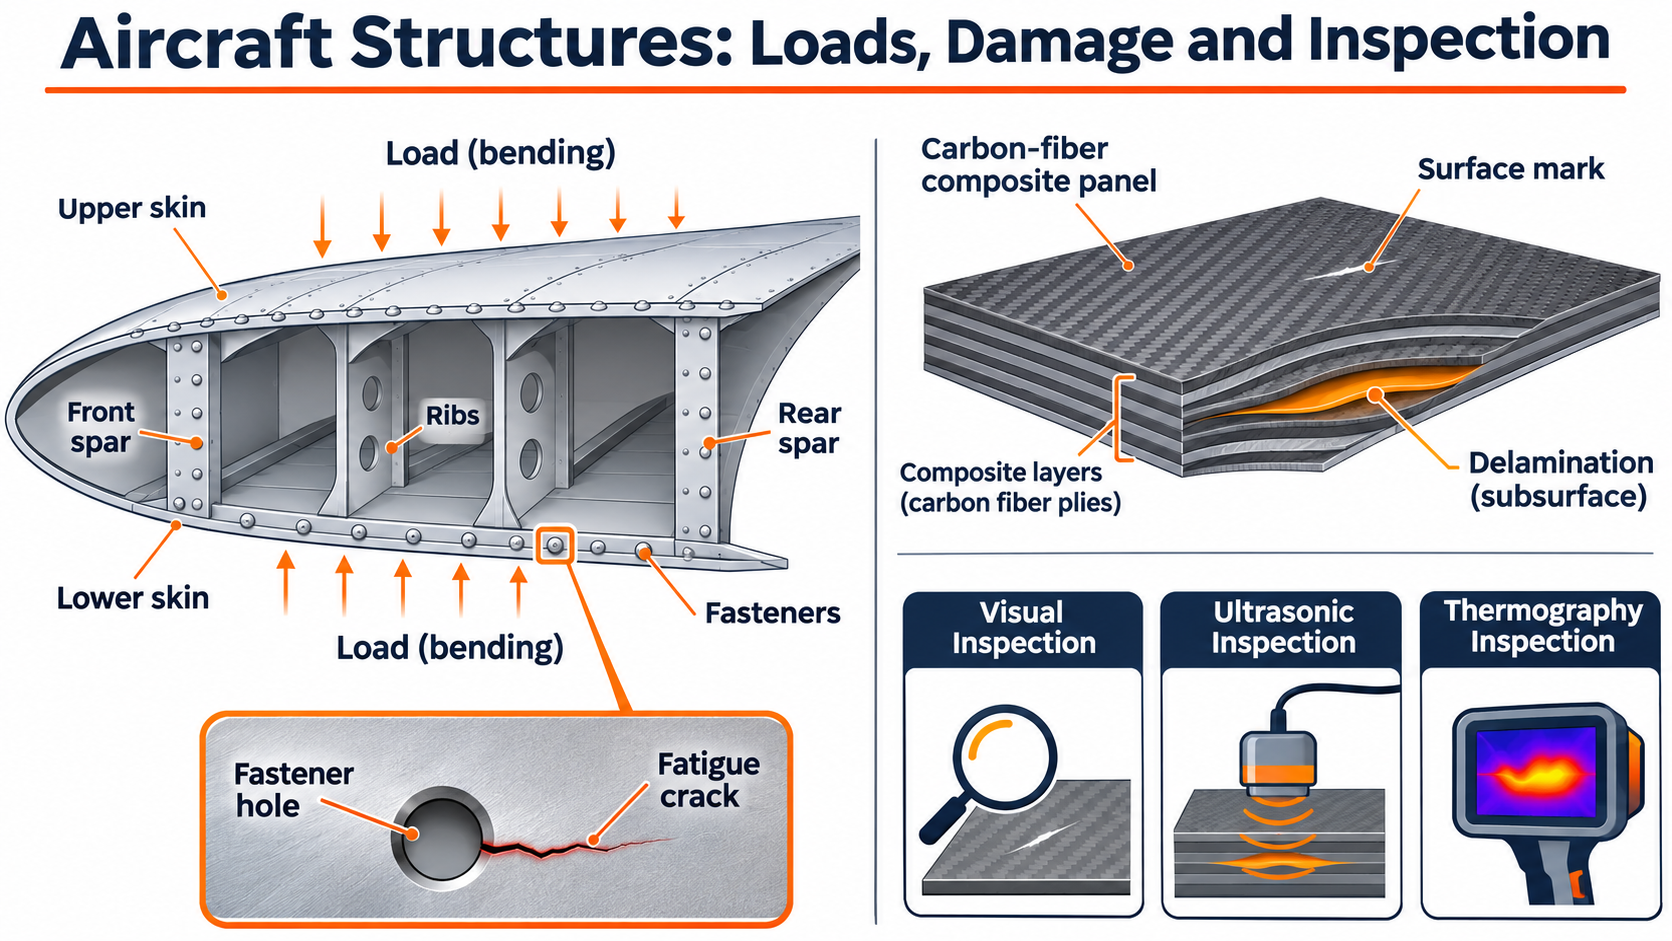 Aircraft Structures: Loads, Damage and Inspection
Load (bending)
Upper skin
Front
spar
Ribs
Rear
spar
Lower skin
Load (bending)
Fasteners
Fastener
hole
Fatigue
crack
Carbon-fiber
composite panel
Surface mark
Composite layers
(carbon fiber plies)
Delamination
(subsurface)
Visual
Inspection
Ultrasonic
Inspection
Thermography
Inspection